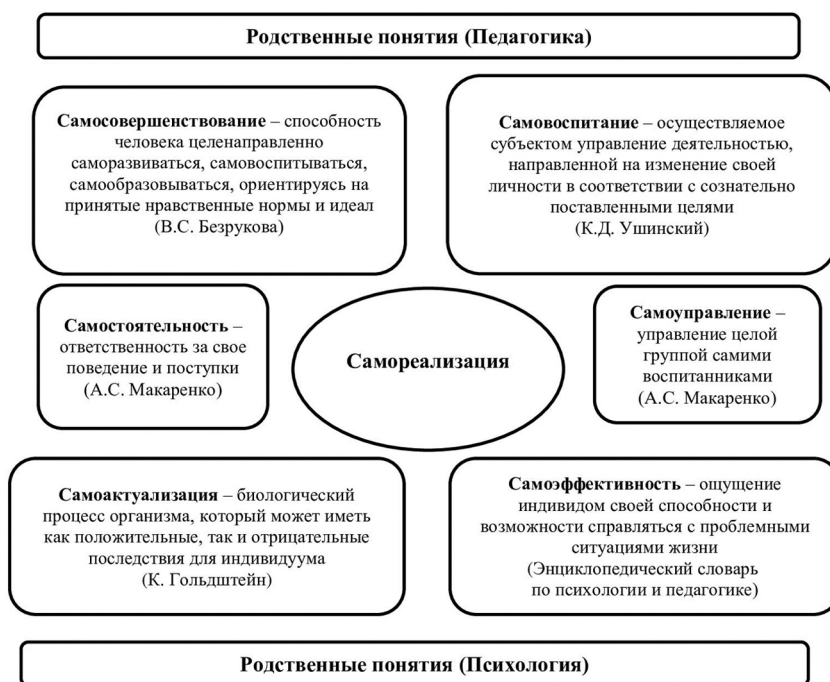 Родственные понятия (Педагогика)
Самосовершенствование – способность
человека целенаправленно
саморазвиваться, самовоспитываться,
самообразовываться, ориентируясь на
принятые нравственные нормы и идеал
(В.С. Безрукова)
Самовоспитание – осуществляемое
субъектом управление деятельностью,
направленной на изменение своей
личности в соответствии с сознательно
поставленными целями
(К.Д. Ушинский)
Самостоятельность –
ответственность за свое
поведение и поступки
(А.С. Макаренко)
Самореализация
Самоуправление –
управление целой
группой самими
воспитанниками
(А.С. Макаренко)
Самоактуализация – биологический
процесс организма, который может иметь
как положительные, так и отрицательные
последствия для индивидуума
(К. Гольдштейн)
Самоэффективность – ощущение
индивидом своей способности и
возможности справляться с проблемными
ситуациями жизни
(Энциклопедический словарь
по психологии и педагогике)
Родственные понятия (Психология)